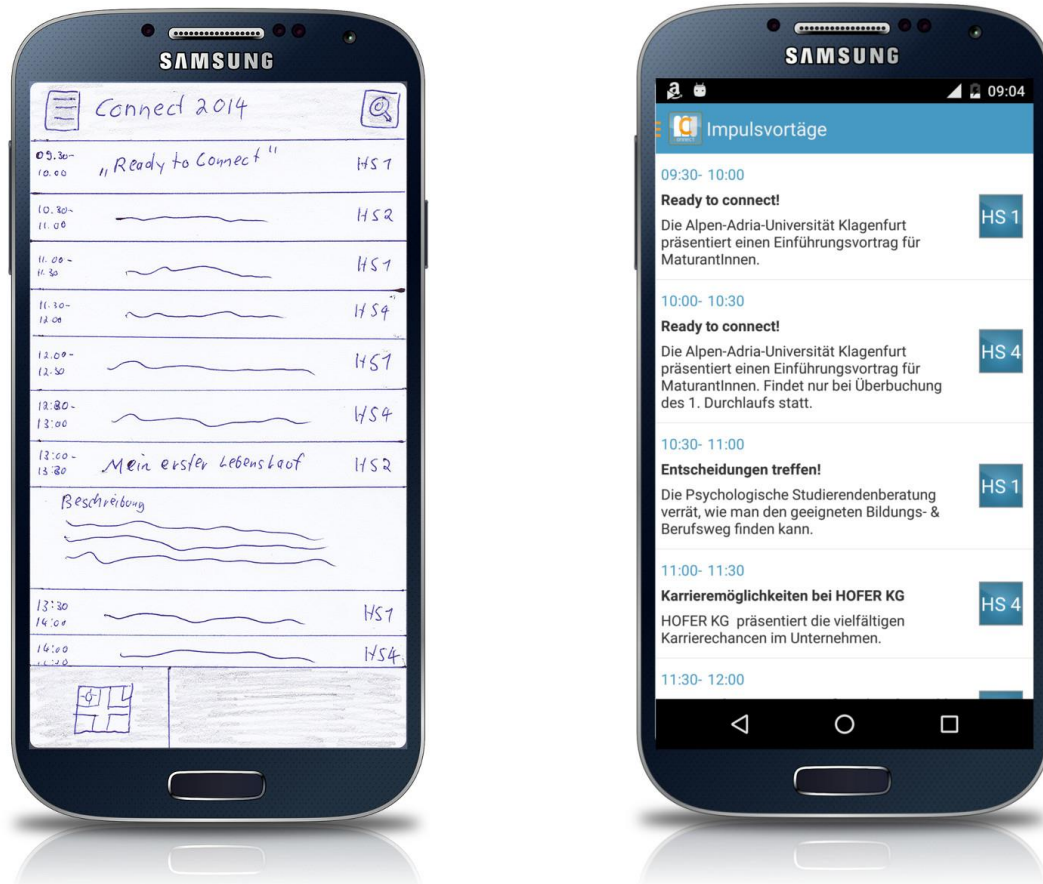 SAMSUNG
Connect 2014
09.30-
10.00
„Ready to Connect"
HS 1
10.30-
11.00
HS2
11.00-
11.30
HS1
11.30-
12.00
HS4
12.00-
12.30
HS1
12:30-
13:00
HS4
13:00-
13:30
Mein erster Lebenslauf
HS2
Beschreibung
13:30
14:00
HS1
14:00
HS4
SAMSUNG
09:04
Impulsvortäge
09:30- 10:00
Ready to connect!
Die Alpen-Adria-Universität Klagenfurt
präsentiert einen Einführungsvortrag für
MaturantInnen.
HS 1
10:00- 10:30
Ready to connect!
Die Alpen-Adria-Universität Klagenfurt
präsentiert einen Einführungsvortrag für
MaturantInnen. Findet nur bei Überbuchung
des 1. Durchlaufs statt.
HS 4
10:30- 11:00
Entscheidungen treffen!
Die Psychologische Studierendenberatung
verrät, wie man den geeigneten Bildungs- &
Berufsweg finden kann.
HS 1
11:00- 11:30
Karrieremöglichkeiten bei HOFER KG
HOFER KG präsentiert die vielfältigen
Karrierechancen im Unternehmen.
HS 4
11:30- 12:00